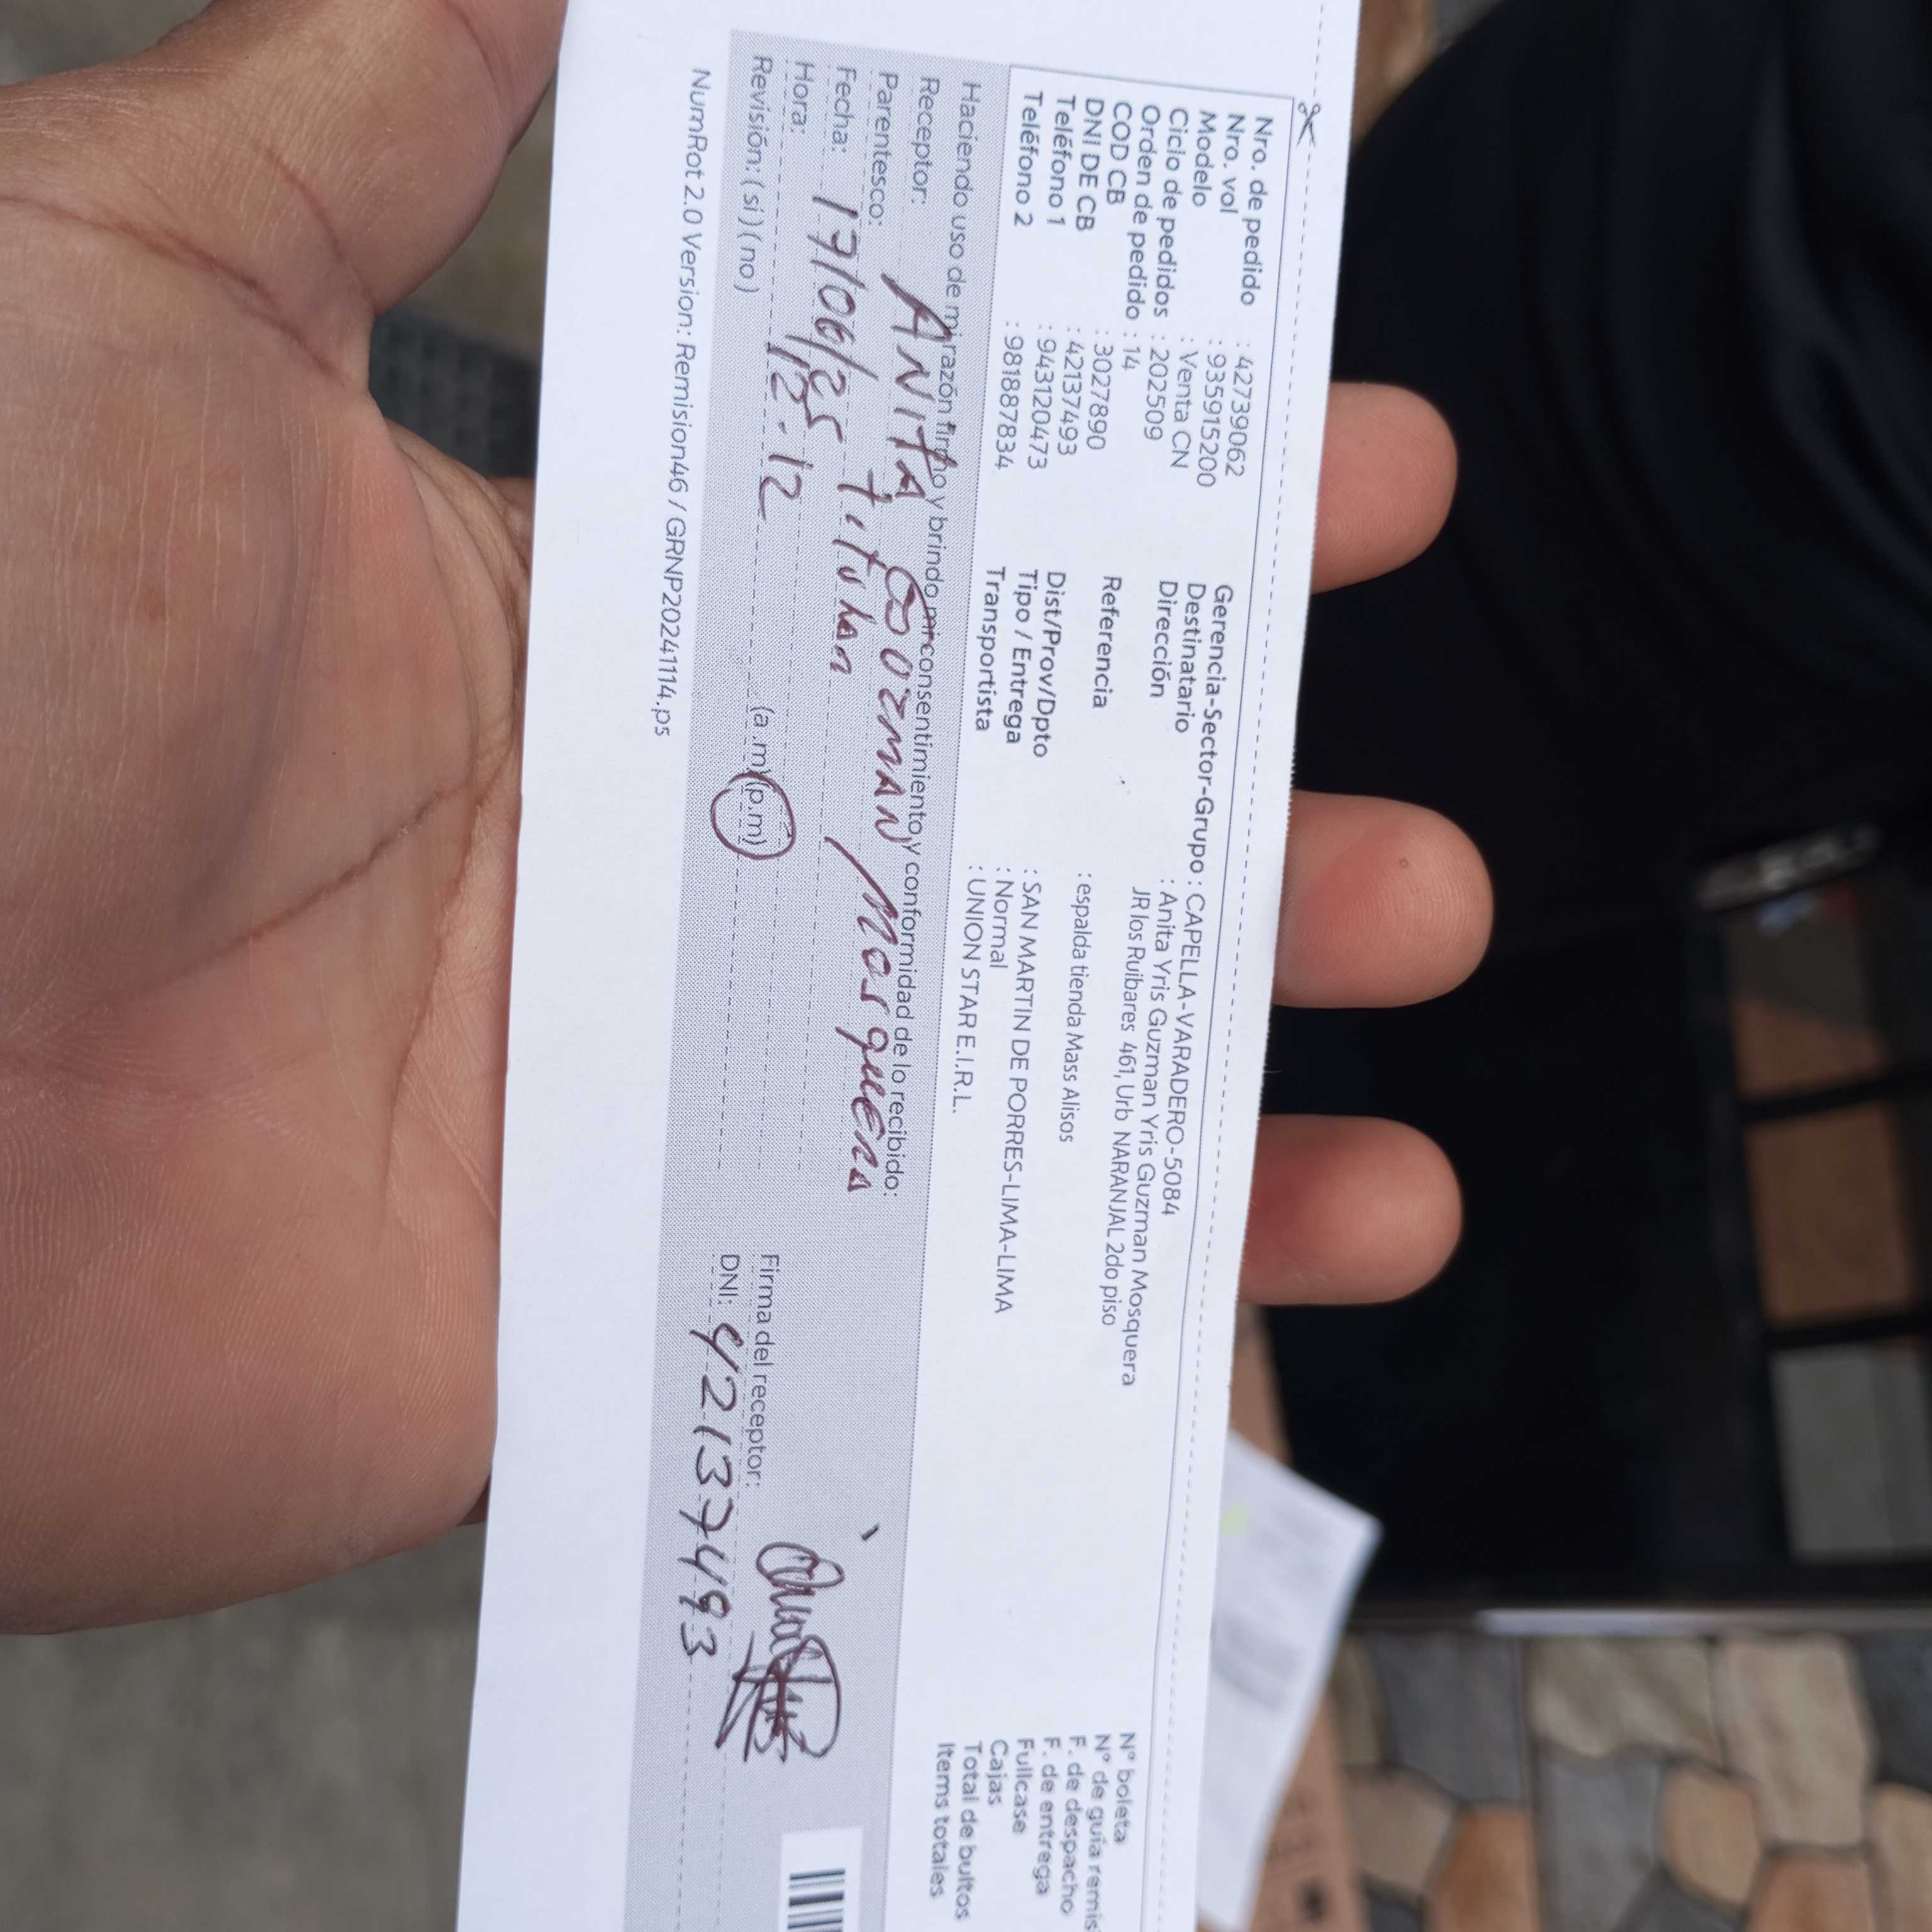 Nro. de pedido : 42739062
Nro. vol : 935915200
Modelo : Venta CN
Ciclo de pedidos : 202509
Orden de pedido : 14
COD CB : 3027890
DNI DE CB : 42137493
Teléfono 1 : 943120473
Teléfono 2 : 981887834
Gerencia-Sector-Grupo : CAPELLA-VARADERO-5084
Destinatario : Anita Yris Guzman Yris Guzman Mosquera
Dirección JR los Ruibares 461, Urb NARANJAL 2do piso
Referencia : espalda tienda Mass Alisos
Dist/Prov/Dpto : SAN MARTIN DE PORRES-LIMA-LIMA
Tipo / Entrega : Normal
Transportista : UNION STAR E.I.R.L.
N° boleta
N° de guía remis
F. de despacho
F. de entrega
Fullcase
Cajas
Total de bultos
Items totales
Haciendo uso de mi razón firmo y brindo mi consentimiento y conformidad de lo recibido:
Receptor: ANITA GUZMAN Mosquera
Parentesco: Titular
Fecha: 17/06/25
Hora: 12:12 (a.m) (p.m)
Revisión: ( si ) ( no )
Firma del receptor:
DNI: 42137493
NumRot 2.0 Version: Remision46 / GRNP20241114.ps